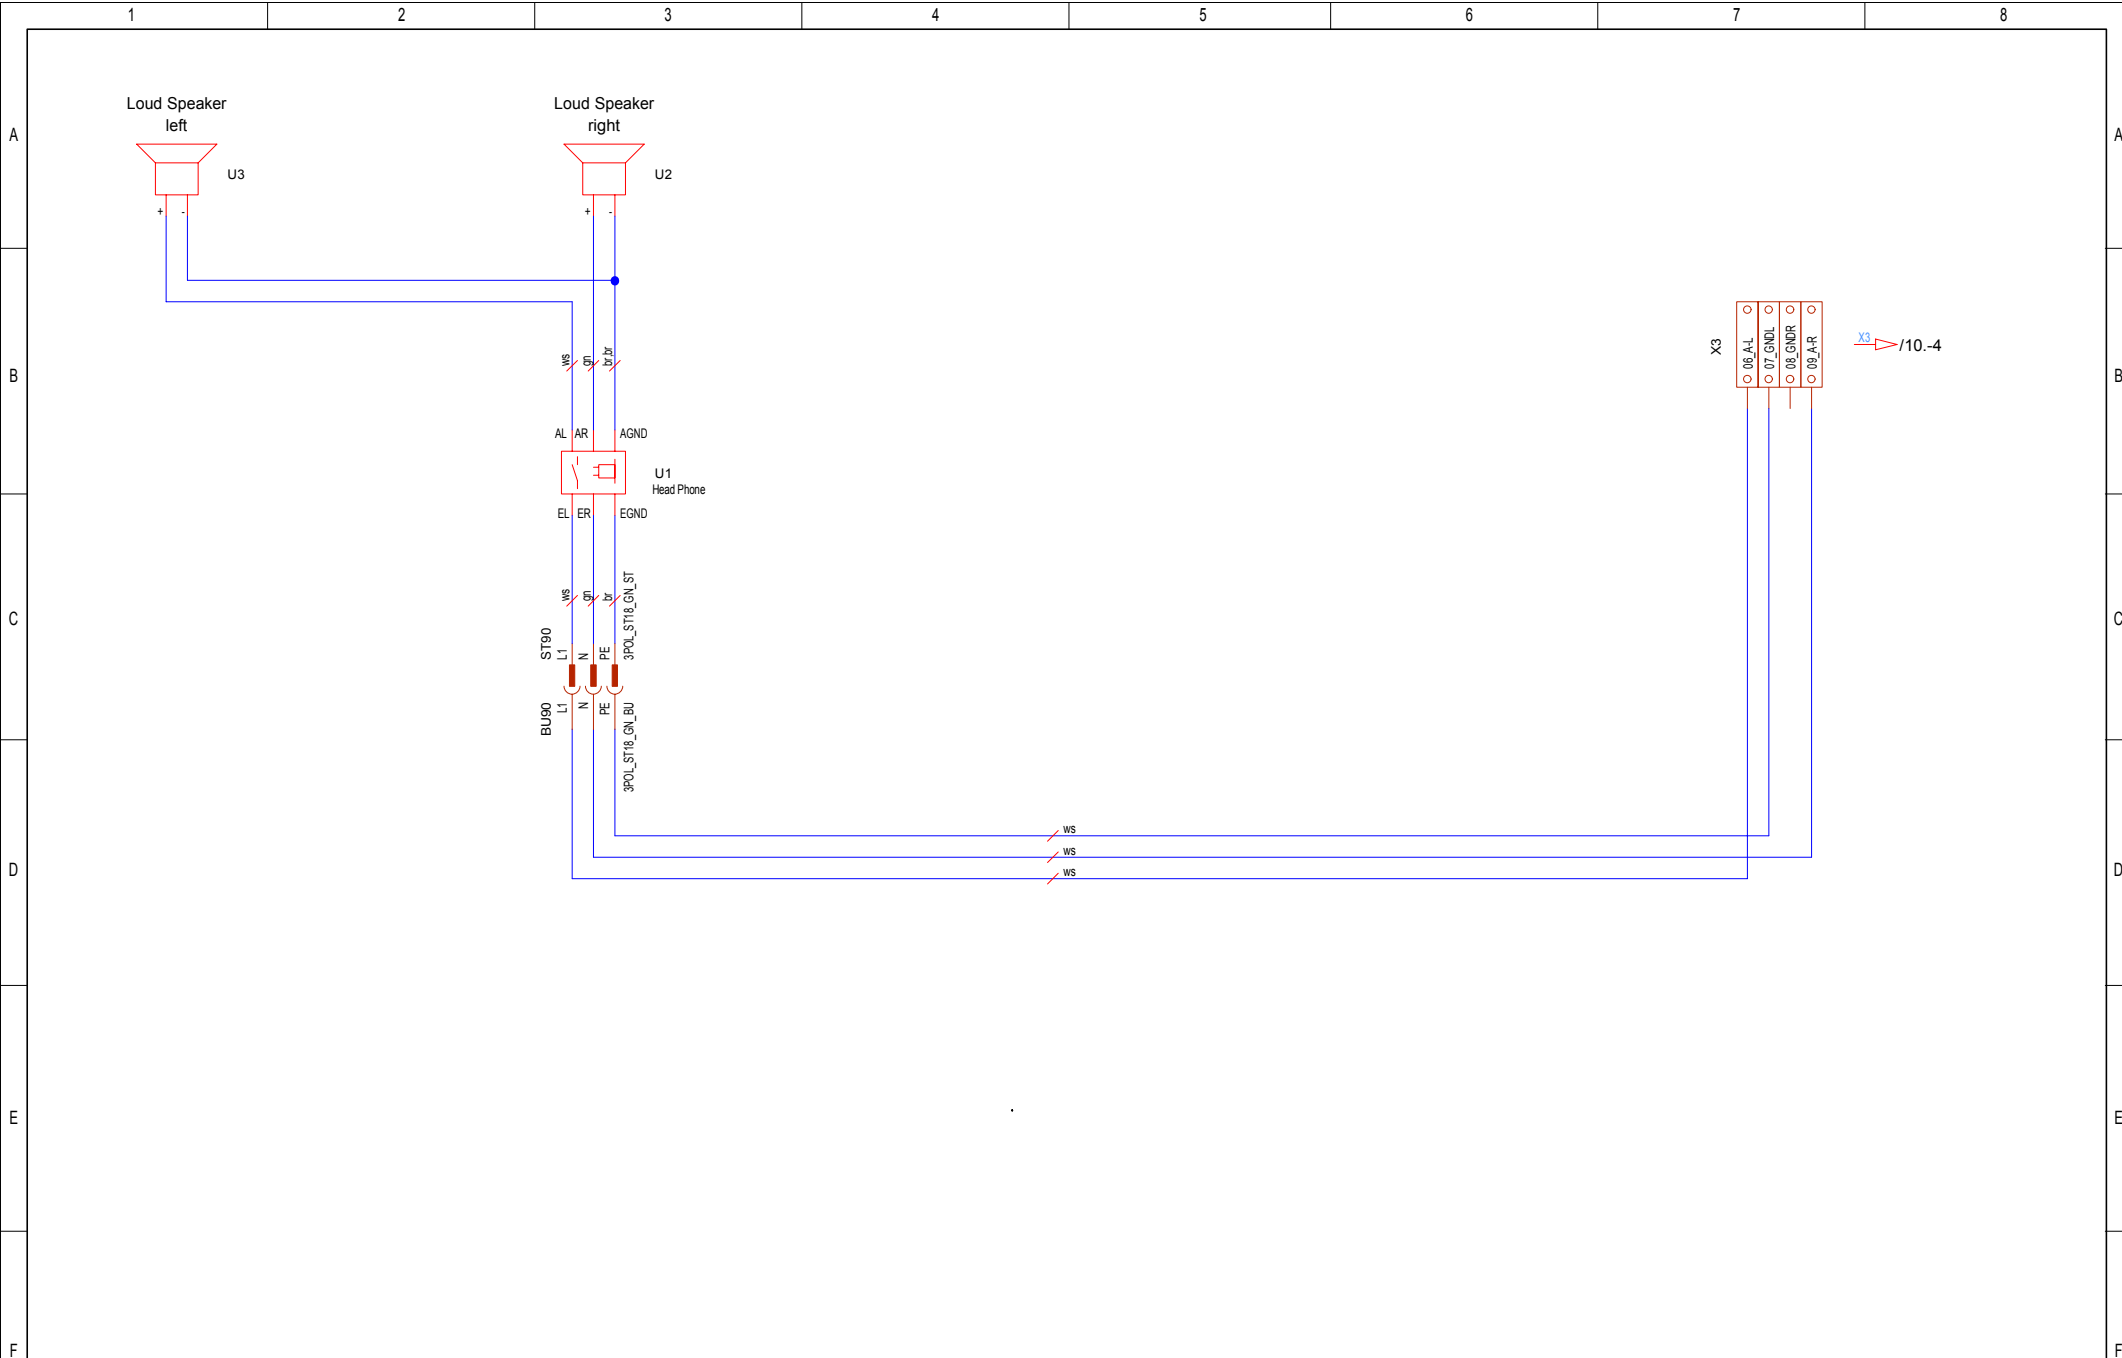 1 2 3 4 5 6 7 8
Loud Speaker
left
Loud Speaker
right
A A
U3
U2
+ -
+ -
X3
06_A-L
07_GNDL
08_GNDR
09_A-R
X3 /10.-4
ws gn br,br
B B
AL AR AGND
U1
Head Phone
EL ER EGND
ws gn br
3POL_ST18_GN_ST
C C
ST90
L1 N PE
BU90
L1 N PE
3POL_ST18_GN_BU
ws
ws
D D
ws
E E
F F